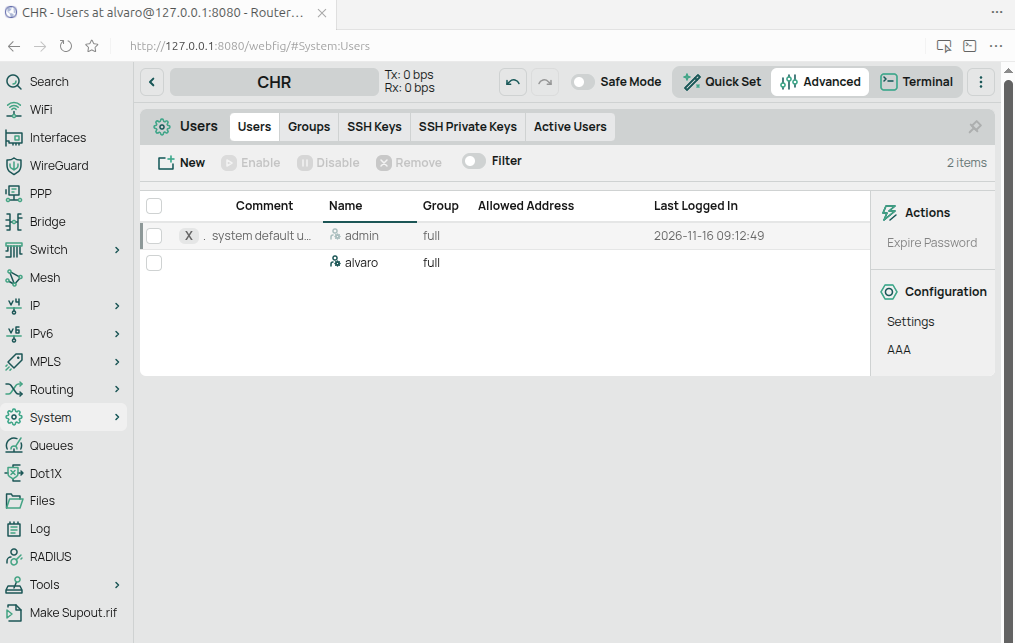 CHR - Users at alvaro@127.0.0.1:8080 - Router...
http://127.0.0.1:8080/webfig/#System:Users
Search
WiFi
Interfaces
WireGuard
PPP
Bridge
Switch
Mesh
IP
IPv6
MPLS
Routing
System
Queues
Dot1X
Files
Log
RADIUS
Tools
Make Supout.rif
CHR
Tx: 0 bps
Rx: 0 bps
Safe Mode
Quick Set
Advanced
Terminal
Users
Users
Groups
SSH Keys
SSH Private Keys
Active Users
New
Enable
Disable
Remove
Filter
2 items
Comment Name Group Allowed Address Last Logged In
X . system default u... admin full 2026-11-16 09:12:49
alvaro full
Actions
Expire Password
Configuration
Settings
AAA